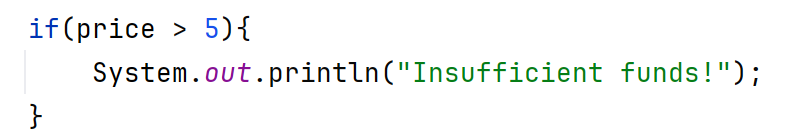 if(price > 5){
    System.out.println("Insufficient funds!");
}